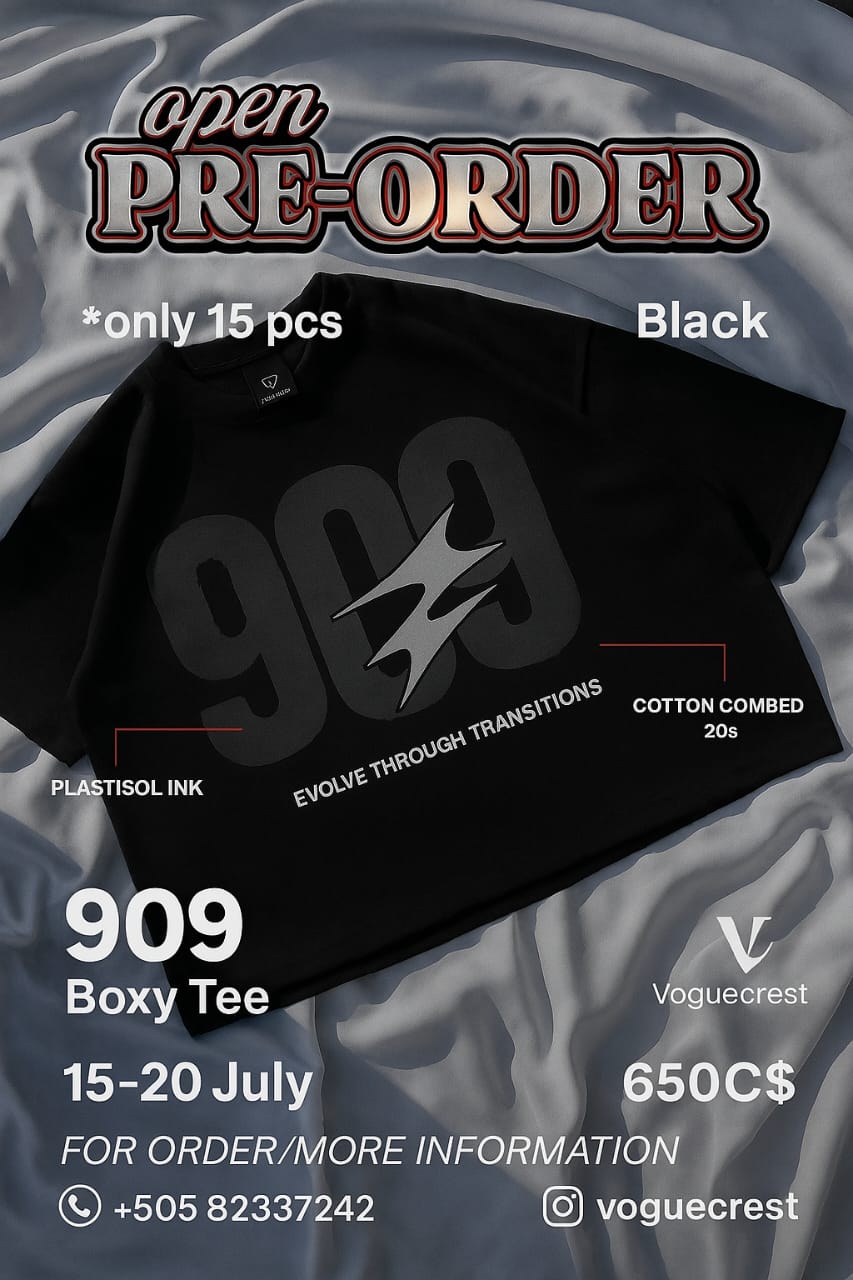 open
PRE-ORDER
*only 15 pcs
Black
909
EVOLVE THROUGH TRANSITIONS
COTTON COMBED
20s
PLASTISOL INK
909
Boxy Tee
Voguecrest
15-20 July
650C$
FOR ORDER/MORE INFORMATION
+505 82337242
voguecrest